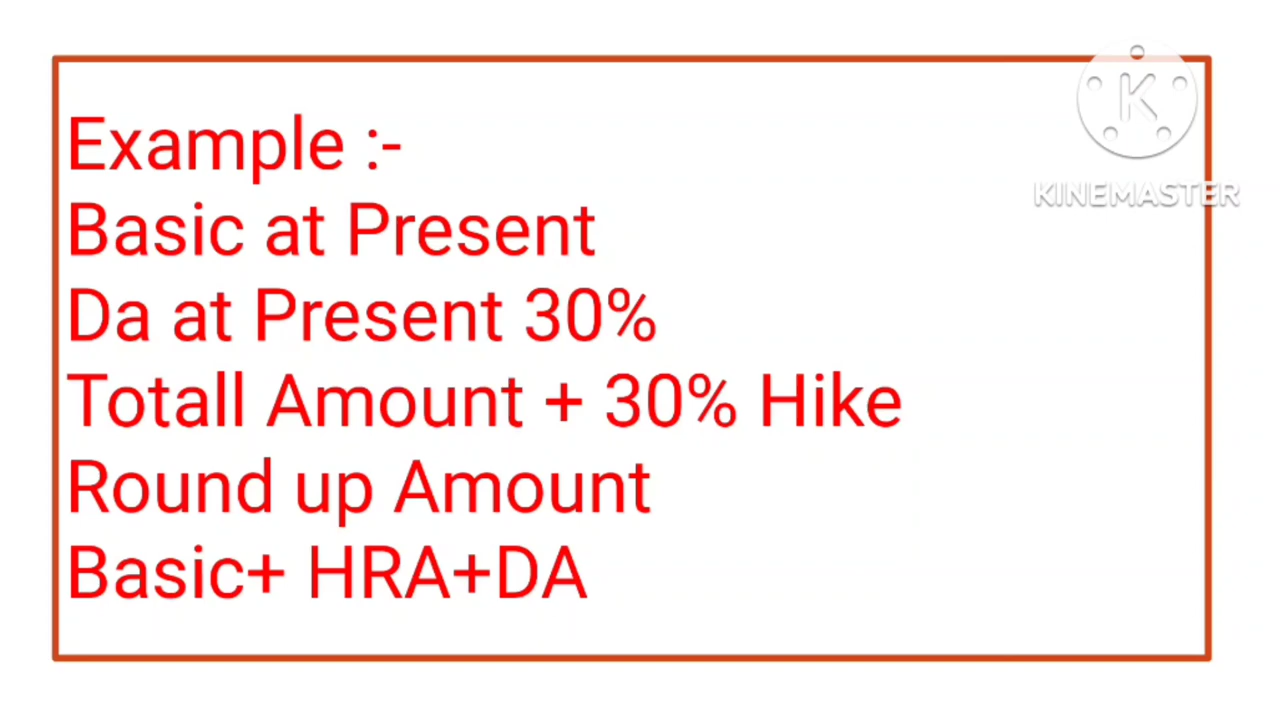 Example :-
Basic at Present
Da at Present 30%
Totall Amount + 30% Hike
Round up Amount
Basic+ HRA+DA
K
KINEMASTER